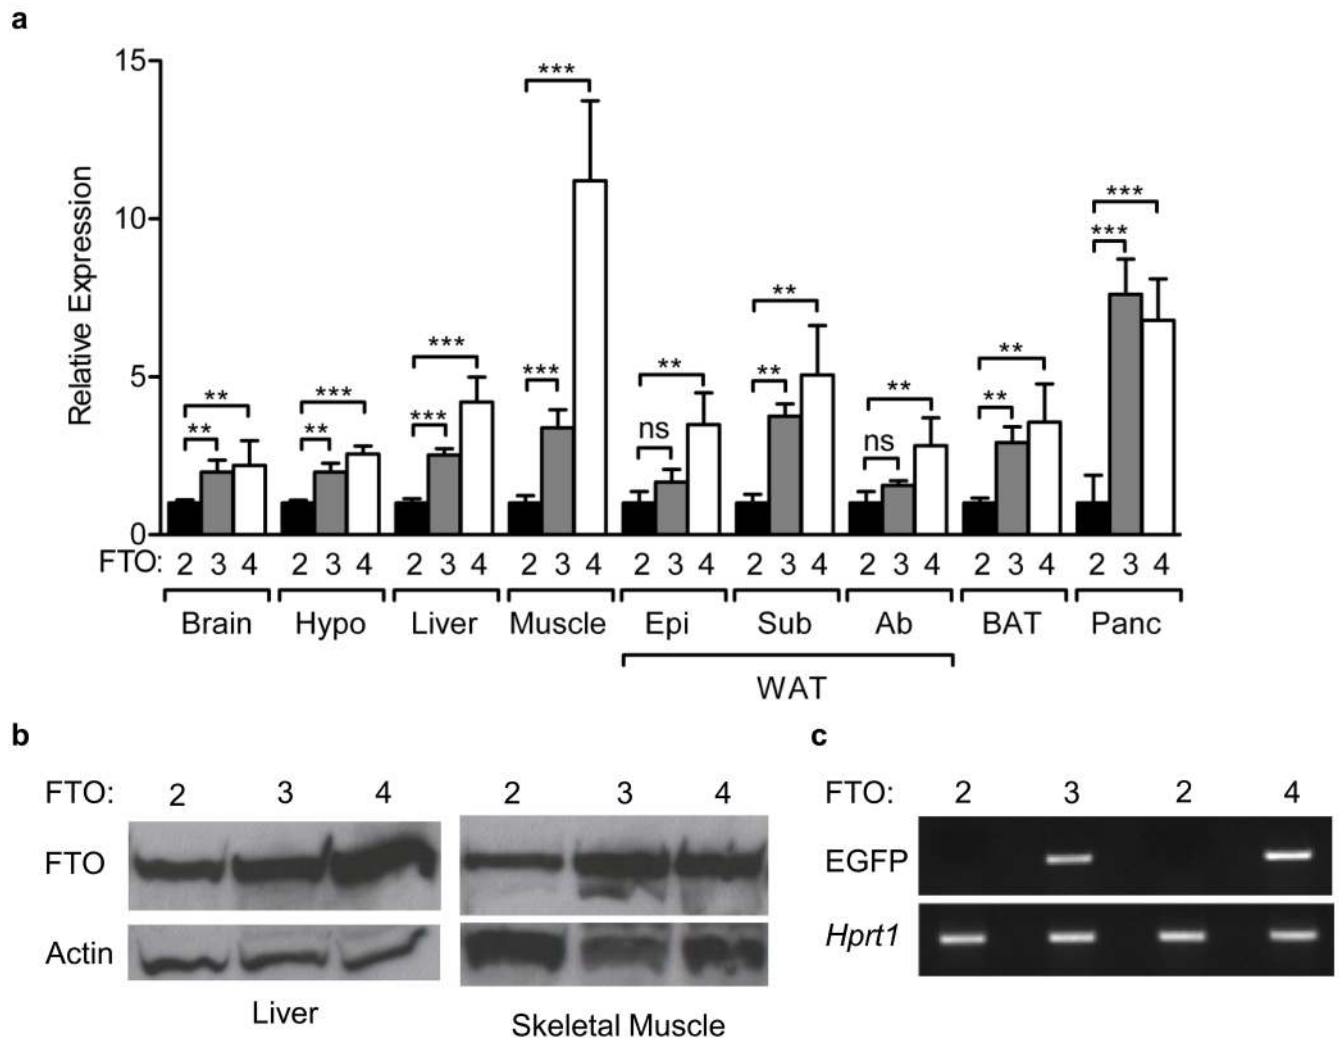 a
15
10
5
0
Relative Expression
** ** *** ** *** *** *** *** ** ns ** ** ** ns ** ** *** ***
FTO: 2 3 4 2 3 4 2 3 4 2 3 4 2 3 4 2 3 4 2 3 4 2 3 4 2 3 4
Brain Hypo Liver Muscle Epi Sub Ab BAT Panc
WAT
b
FTO: 2 3 4 2 3 4
FTO
Actin
Liver Skeletal Muscle
c
FTO: 2 3 2 4
EGFP
Hprt1